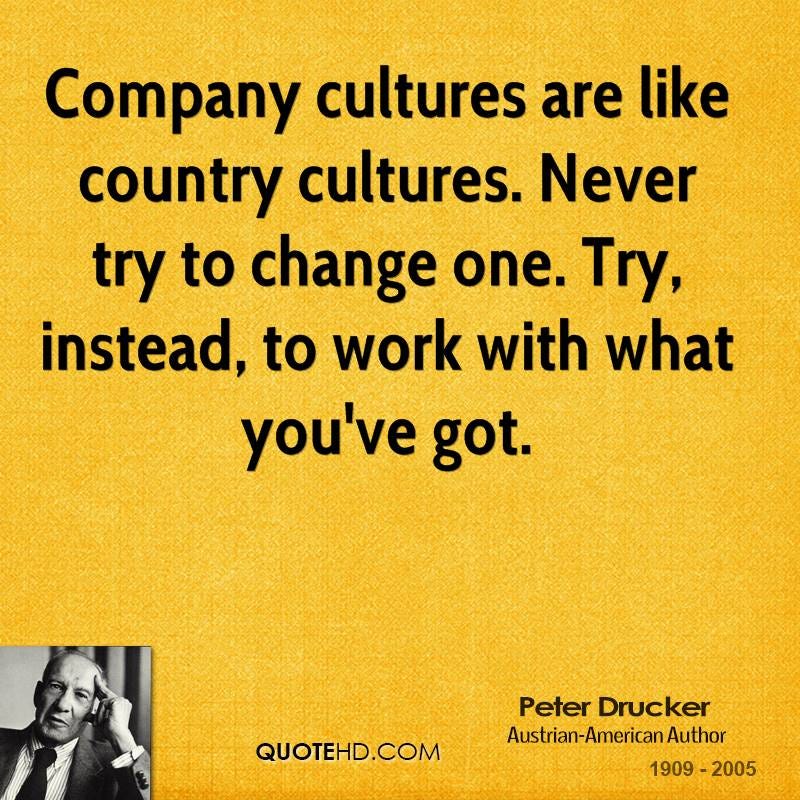 Company cultures are like
country cultures. Never
try to change one. Try,
instead, to work with what
you've got.
Peter Drucker
Austrian-American Author
QUOTEHD.COM
1909 - 2005